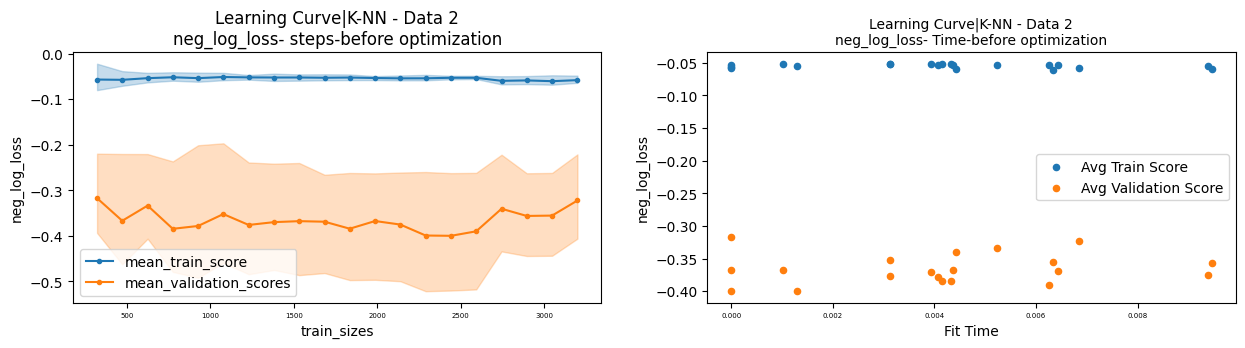 Learning Curve|K-NN - Data 2
neg_log_loss- steps-before optimization
0.0
−0.1
−0.2
−0.3
−0.4
−0.5
neg_log_loss
mean_train_score
mean_validation_scores
500
1000
1500
2000
2500
3000
train_sizes
Learning Curve|K-NN - Data 2
neg_log_loss- Time-before optimization
−0.05
−0.10
−0.15
−0.20
−0.25
−0.30
−0.35
−0.40
neg_log_loss
Avg Train Score
Avg Validation Score
0.000
0.002
0.004
0.006
0.008
Fit Time